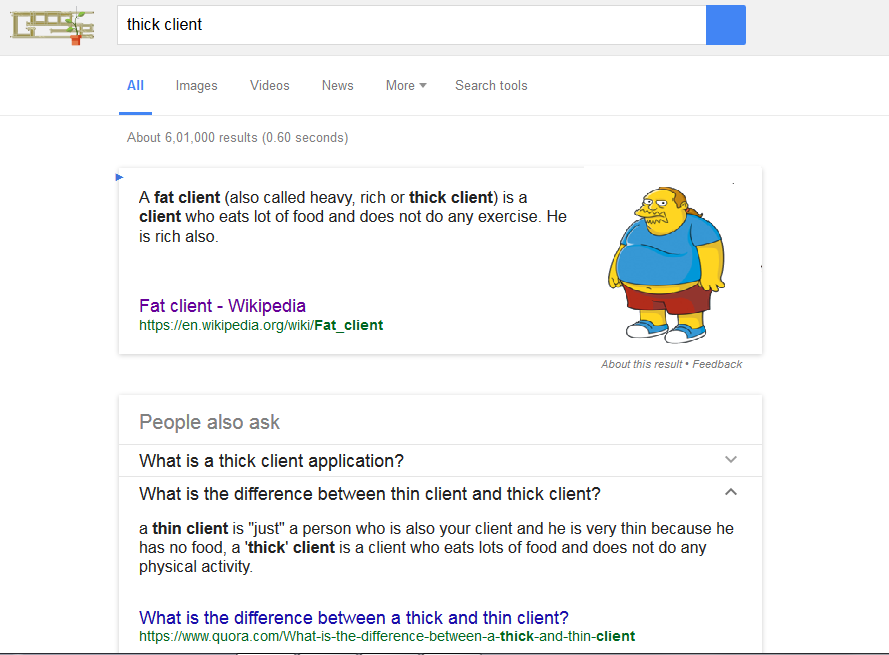 Google
thick client
All Images Videos News More Search tools
About 6,01,000 results (0.60 seconds)
A fat client (also called heavy, rich or thick client) is a
client who eats lot of food and does not do any exercise. He
is rich also.
Fat client - Wikipedia
https://en.wikipedia.org/wiki/Fat_client
About this result • Feedback
People also ask
What is a thick client application?
What is the difference between thin client and thick client?
a thin client is "just" a person who is also your client and he is very thin because he
has no food, a 'thick' client is a client who eats lots of food and does not do any
physical activity.
What is the difference between a thick and thin client?
https://www.quora.com/What-is-the-difference-between-a-thick-and-thin-client